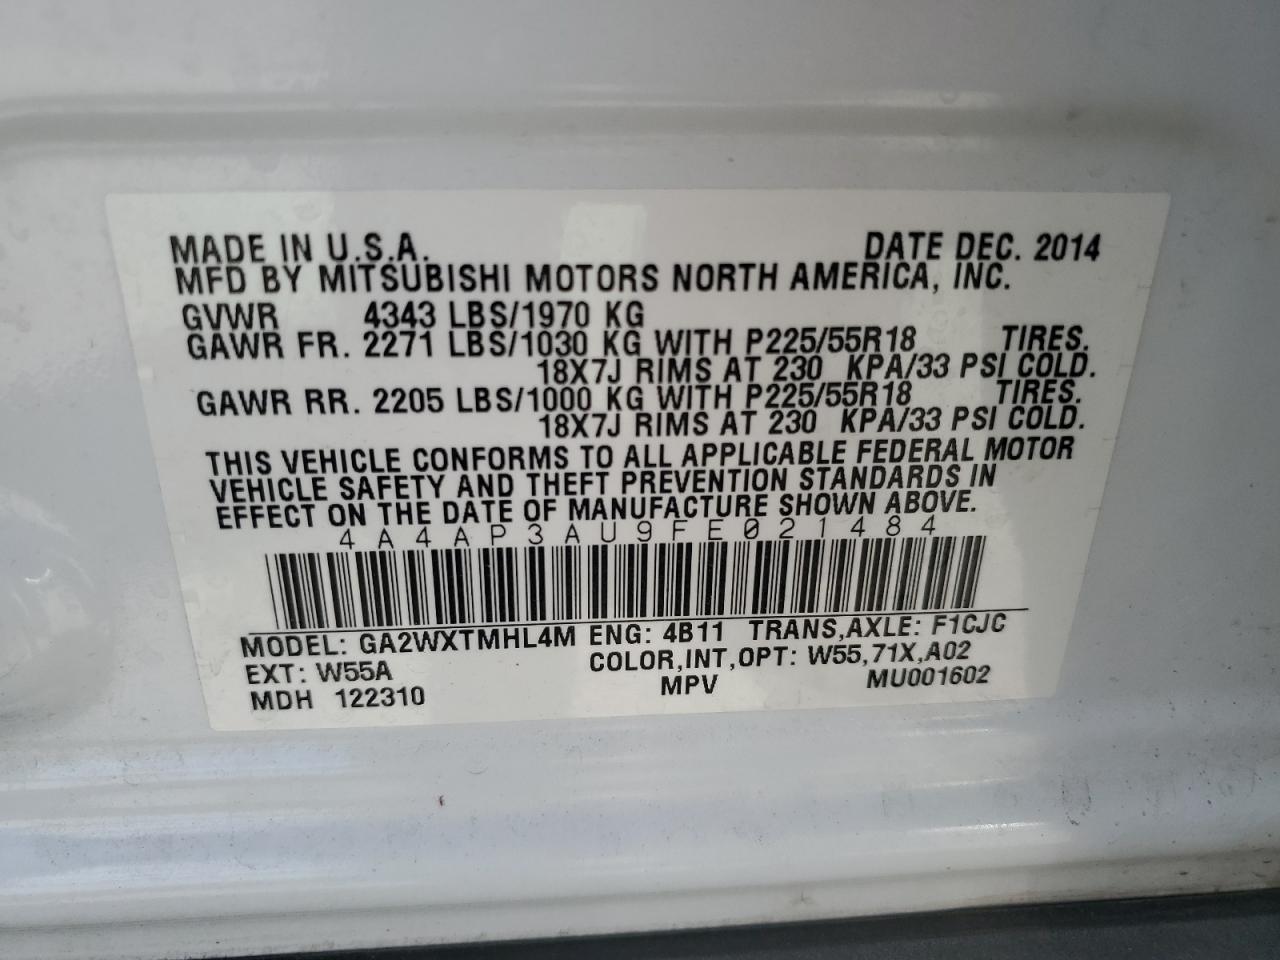 MADE IN U.S.A. DATE DEC. 2014
MFD BY MITSUBISHI MOTORS NORTH AMERICA, INC.
GVWR 4343 LBS/1970 KG
GAWR FR. 2271 LBS/1030 KG WITH P225/55R18 TIRES.
18X7J RIMS AT 230 KPA/33 PSI COLD.
GAWR RR. 2205 LBS/1000 KG WITH P225/55R18 TIRES.
18X7J RIMS AT 230 KPA/33 PSI COLD.
THIS VEHICLE CONFORMS TO ALL APPLICABLE FEDERAL MOTOR
VEHICLE SAFETY AND THEFT PREVENTION STANDARDS IN
EFFECT ON THE DATE OF MANUFACTURE SHOWN ABOVE.
4A4AP3AU9FE021484
MODEL: GA2WXTMHL4M ENG: 4B11 TRANS,AXLE: F1CJC
EXT: W55A COLOR,INT,OPT: W55,71X,A02
MDH 122310 MPV MU001602